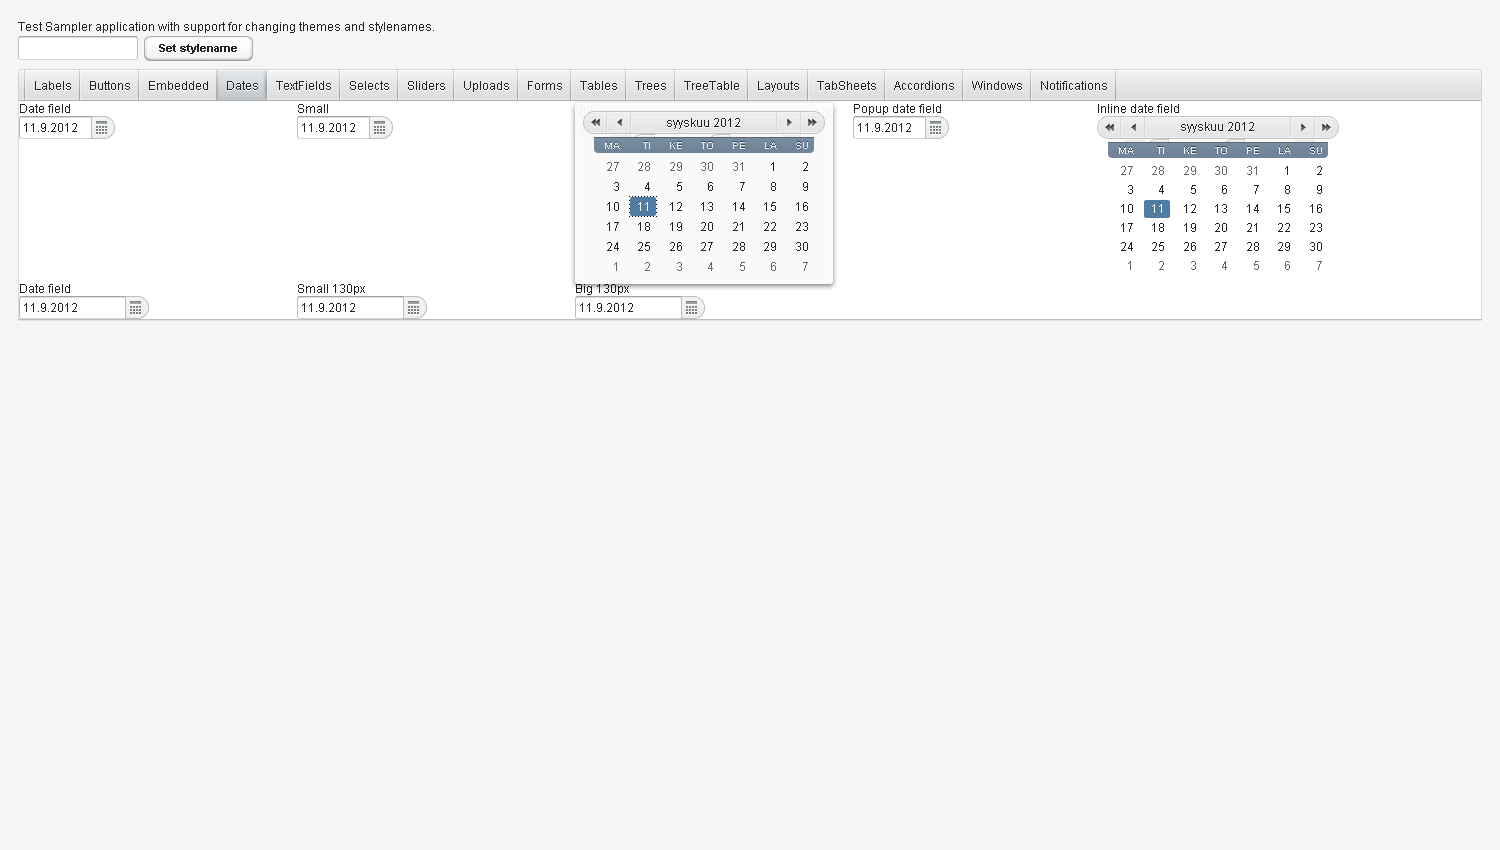 Test Sampler application with support for changing themes and stylenames.
Set stylename
Labels Buttons Embedded Dates TextFields Selects Sliders Uploads Forms Tables Trees TreeTable Layouts TabSheets Accordions Windows Notifications
Date field
11.9.2012
Small
11.9.2012
syyskuu 2012
MA TI KE TO PE LA SU
27 28 29 30 31 1 2
3 4 5 6 7 8 9
10 11 12 13 14 15 16
17 18 19 20 21 22 23
24 25 26 27 28 29 30
1 2 3 4 5 6 7
Popup date field
11.9.2012
Inline date field
syyskuu 2012
MA TI KE TO PE LA SU
27 28 29 30 31 1 2
3 4 5 6 7 8 9
10 11 12 13 14 15 16
17 18 19 20 21 22 23
24 25 26 27 28 29 30
1 2 3 4 5 6 7
Date field
11.9.2012
Small 130px
11.9.2012
Big 130px
11.9.2012